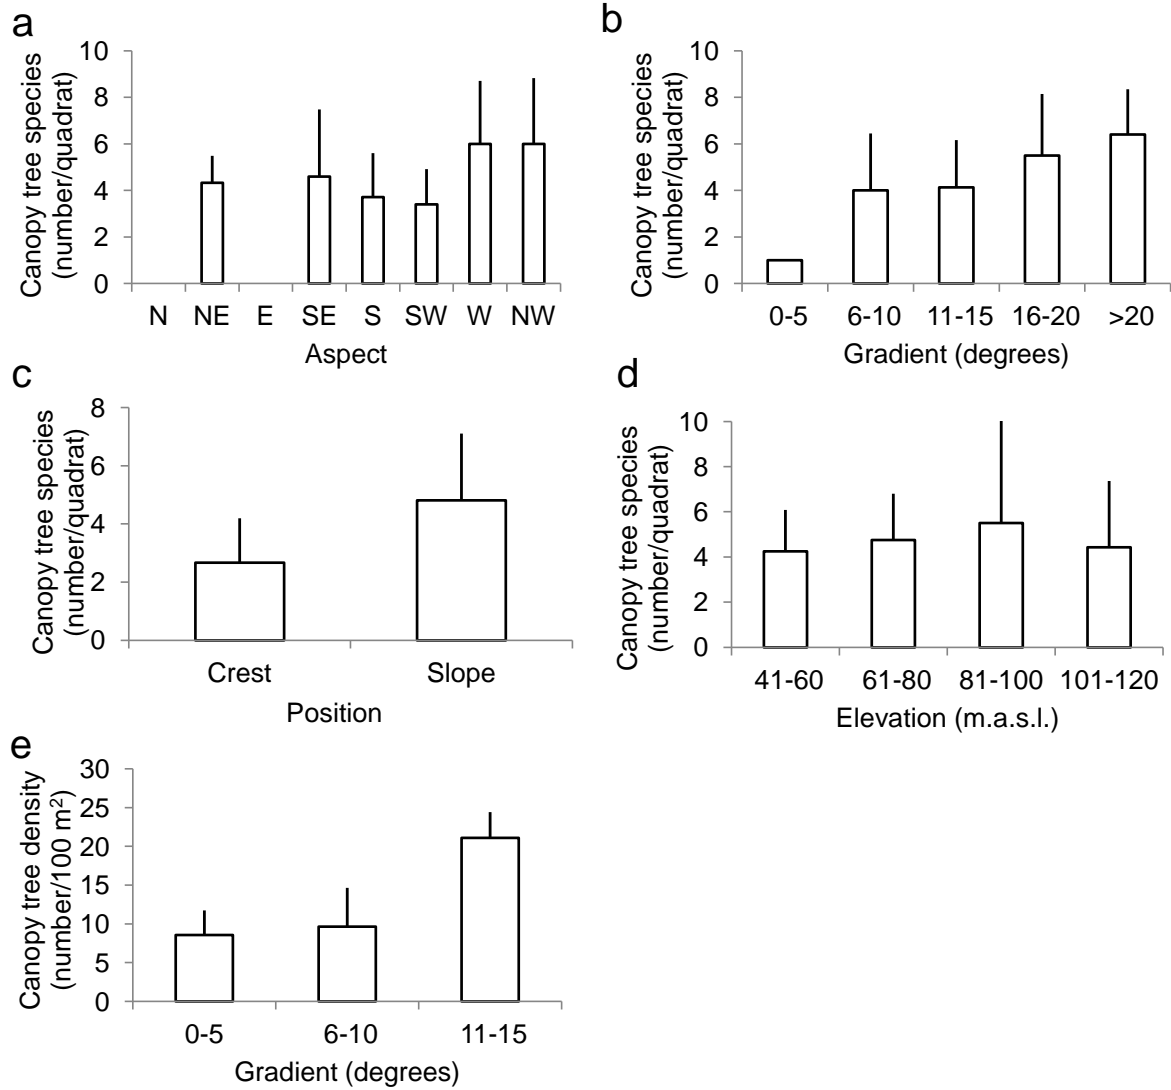 a
Canopy tree species
(number/quadrat)
10
8
6
4
2
0
N NE E SE S SW W NW
Aspect
b
Canopy tree species
(number/quadrat)
10
8
6
4
2
0
0-5 6-10 11-15 16-20 >20
Gradient (degrees)
c
Canopy tree species
(number/quadrat)
8
6
4
2
0
Crest Slope
Position
d
Canopy tree species
(number/quadrat)
10
8
6
4
2
0
41-60 61-80 81-100 101-120
Elevation (m.a.s.l.)
e
Canopy tree density
(number/100 m²)
30
25
20
15
10
5
0
0-5 6-10 11-15
Gradient (degrees)